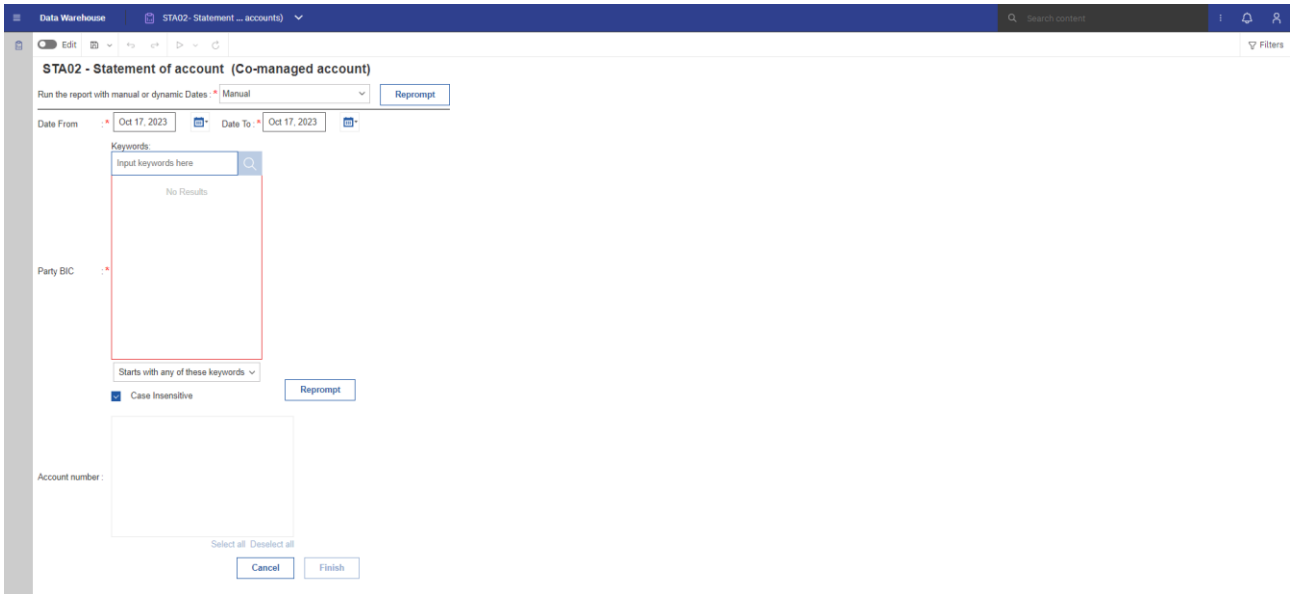 Data Warehouse STA02- Statement ... accounts) Search content
Edit Filters
STA02 - Statement of account (Co-managed account)
Run the report with manual or dynamic Dates : * Manual Reprompt
Date From : * Oct 17, 2023 Date To : * Oct 17, 2023
Keywords:
Input keywords here
No Results
Party BIC : *
Starts with any of these keywords
Case Insensitive Reprompt
Account number :
Select all Deselect all
Cancel Finish